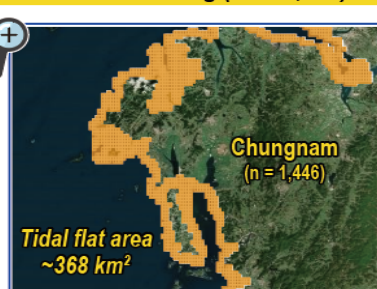 Chungnam
(n = 1,446)
Tidal flat area
~368 km²